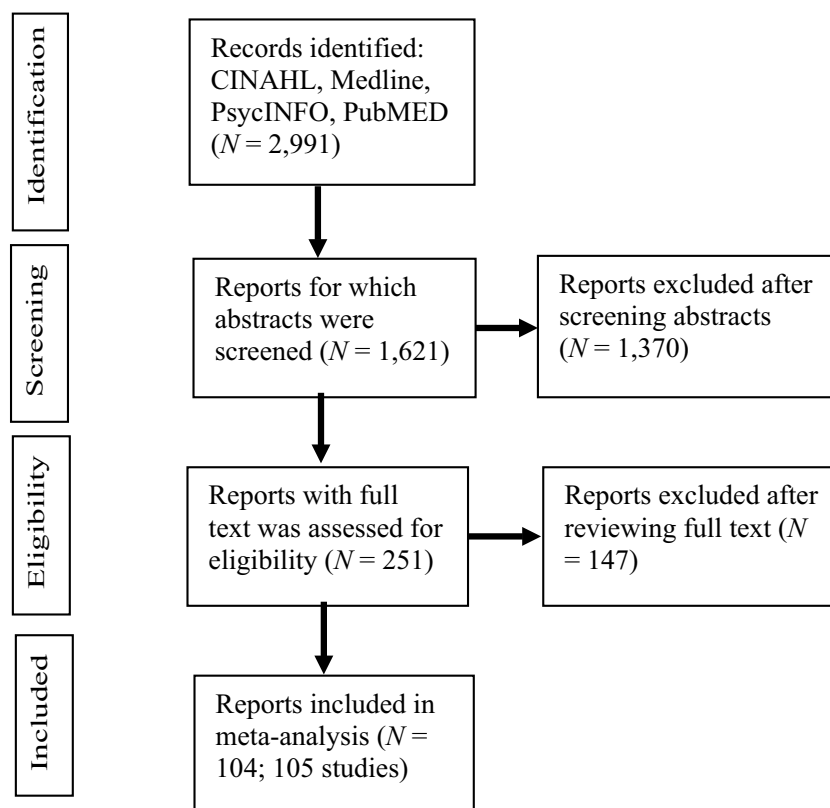 Identification
Records identified:
CINAHL, Medline,
PsycINFO, PubMED
(N = 2,991)
Screening
Reports for which
abstracts were
screened (N = 1,621)
Reports excluded after
screening abstracts
(N = 1,370)
Eligibility
Reports with full
text was assessed for
eligibility (N = 251)
Reports excluded after
reviewing full text (N
= 147)
Included
Reports included in
meta-analysis (N =
104; 105 studies)